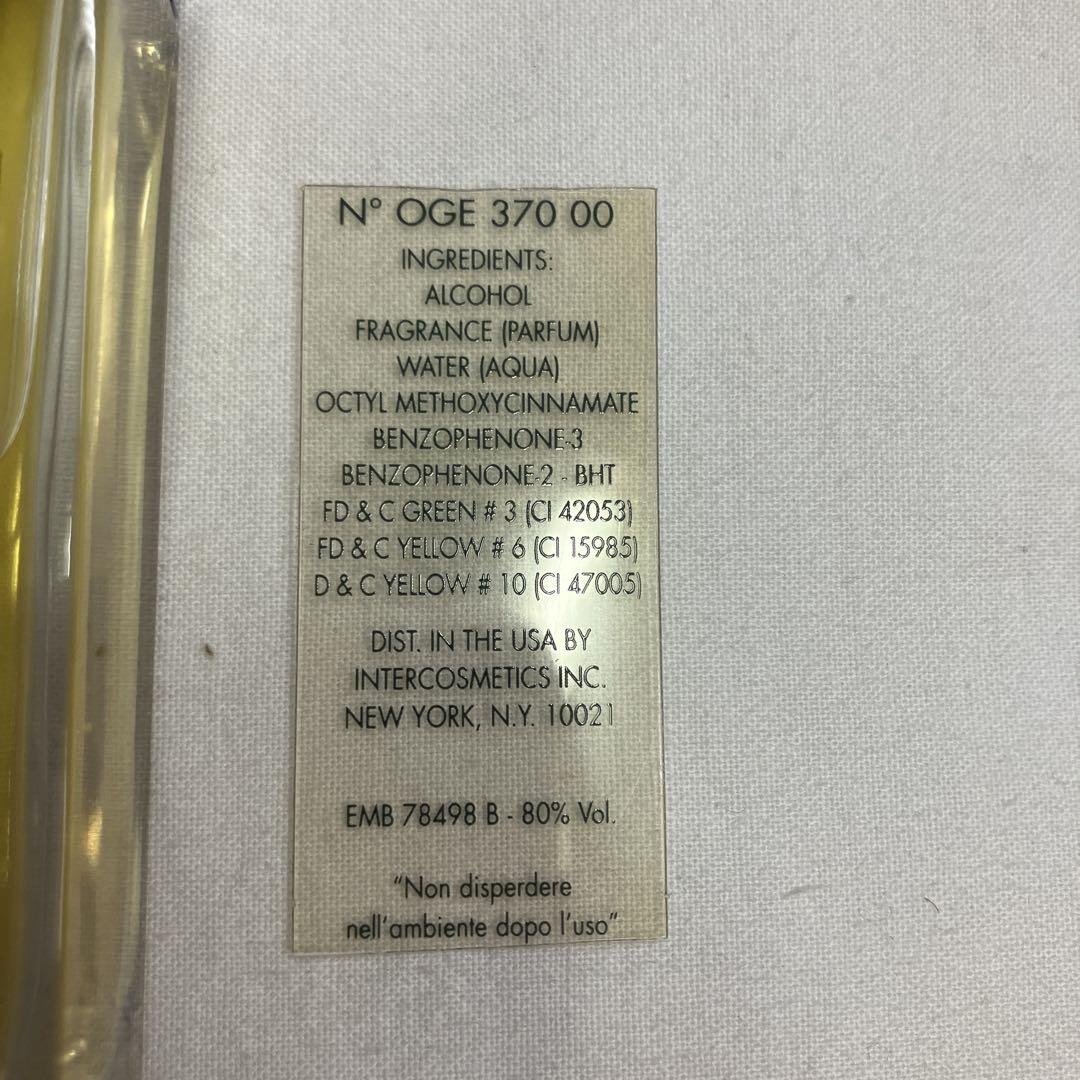 N° OGE 370 00
INGREDIENTS:
ALCOHOL
FRAGRANCE (PARFUM)
WATER (AQUA)
OCTYL METHOXYCINNAMATE
BENZOPHENONE-3
BENZOPHENONE-2 - BHT
FD & C GREEN # 3 (CI 42053)
FD & C YELLOW # 6 (CI 15985)
D & C YELLOW # 10 (CI 47005)
DIST. IN THE USA BY
INTERCOSMETICS INC.
NEW YORK, N.Y. 10021
EMB 78498 B - 80% Vol.
“Non disperdere
nell’ambiente dopo l’uso”